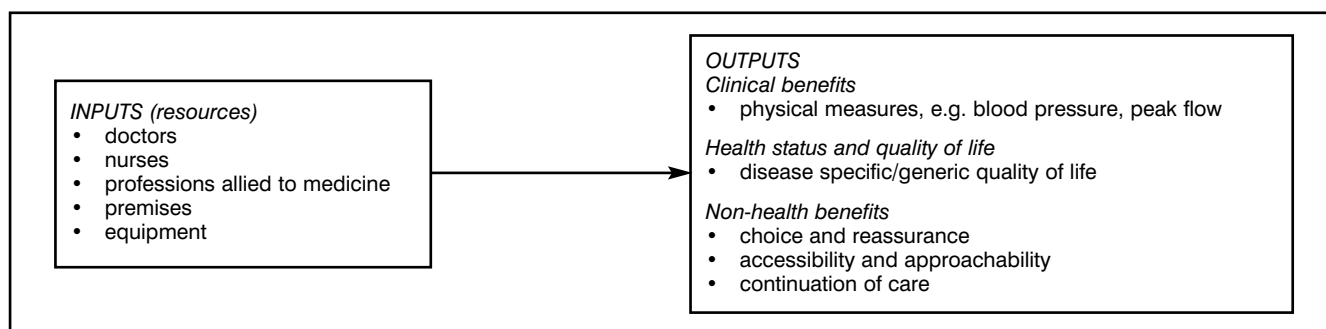 INPUTS (resources)
• doctors
• nurses
• professions allied to medicine
• premises
• equipment
OUTPUTS
Clinical benefits
• physical measures, e.g. blood pressure, peak flow
Health status and quality of life
• disease specific/generic quality of life
Non-health benefits
• choice and reassurance
• accessibility and approachability
• continuation of care